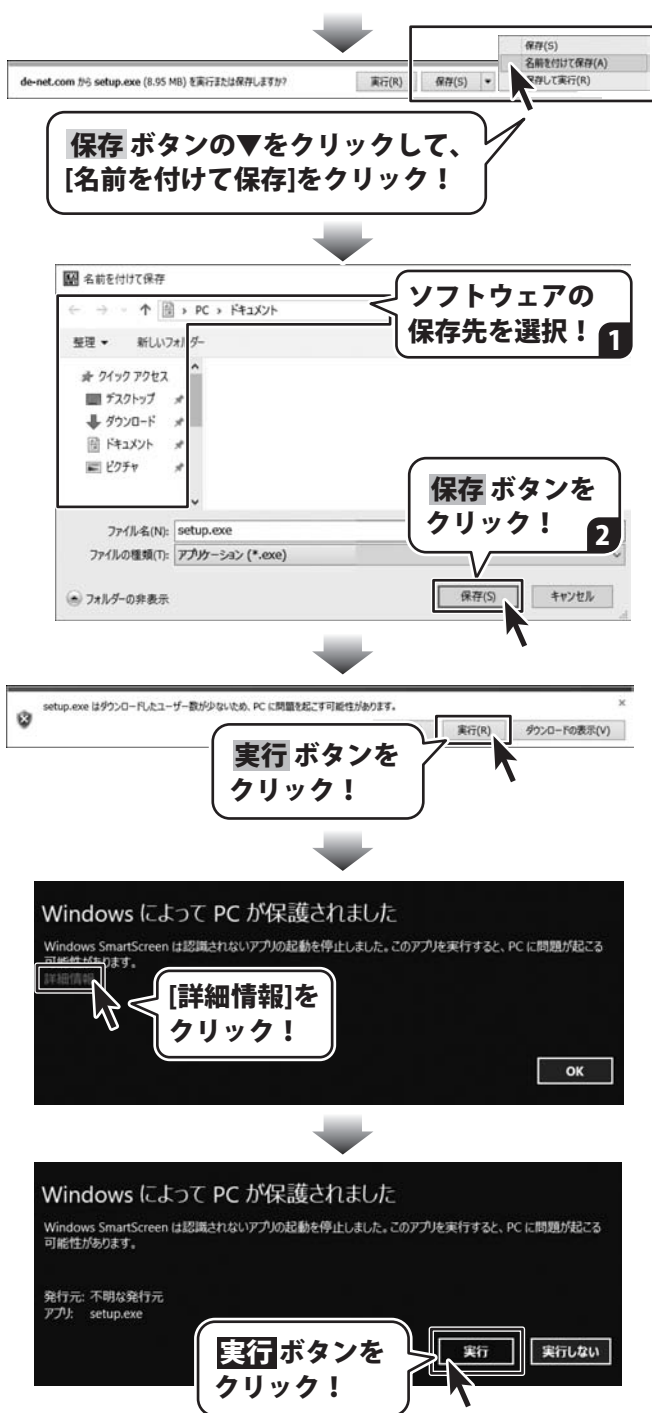 保存(S)
名前を付けて保存(A)
保存して実行(R)
de-net.com から setup.exe (8.95 MB) を実行または保存しますか?
実行(R)
保存(S)
保存 ボタンの▼をクリックして、
[名前を付けて保存]をクリック！
名前を付けて保存
PC › ドキュメント
ソフトウェアの
保存先を選択！
1
整理
新しいフォルダー
クイック アクセス
デスクトップ
ダウンロード
ドキュメント
ピクチャ
保存 ボタンを
クリック！
2
ファイル名(N): setup.exe
ファイルの種類(T): アプリケーション (*.exe)
フォルダーの非表示
保存(S)
キャンセル
setup.exe はダウンロードしたユーザー数が少ないため、PC に問題を起こす可能性があります。
実行(R)
ダウンロードの表示(V)
実行 ボタンを
クリック！
Windows によって PC が保護されました
Windows SmartScreen は認識されないアプリの起動を停止しました。このアプリを実行すると、PC に問題が起こる
可能性があります。
詳細情報
[詳細情報]を
クリック！
OK
Windows によって PC が保護されました
Windows SmartScreen は認識されないアプリの起動を停止しました。このアプリを実行すると、PC に問題が起こる
可能性があります。
発行元: 不明な発行元
アプリ: setup.exe
実行ボタンを
クリック！
実行
実行しない